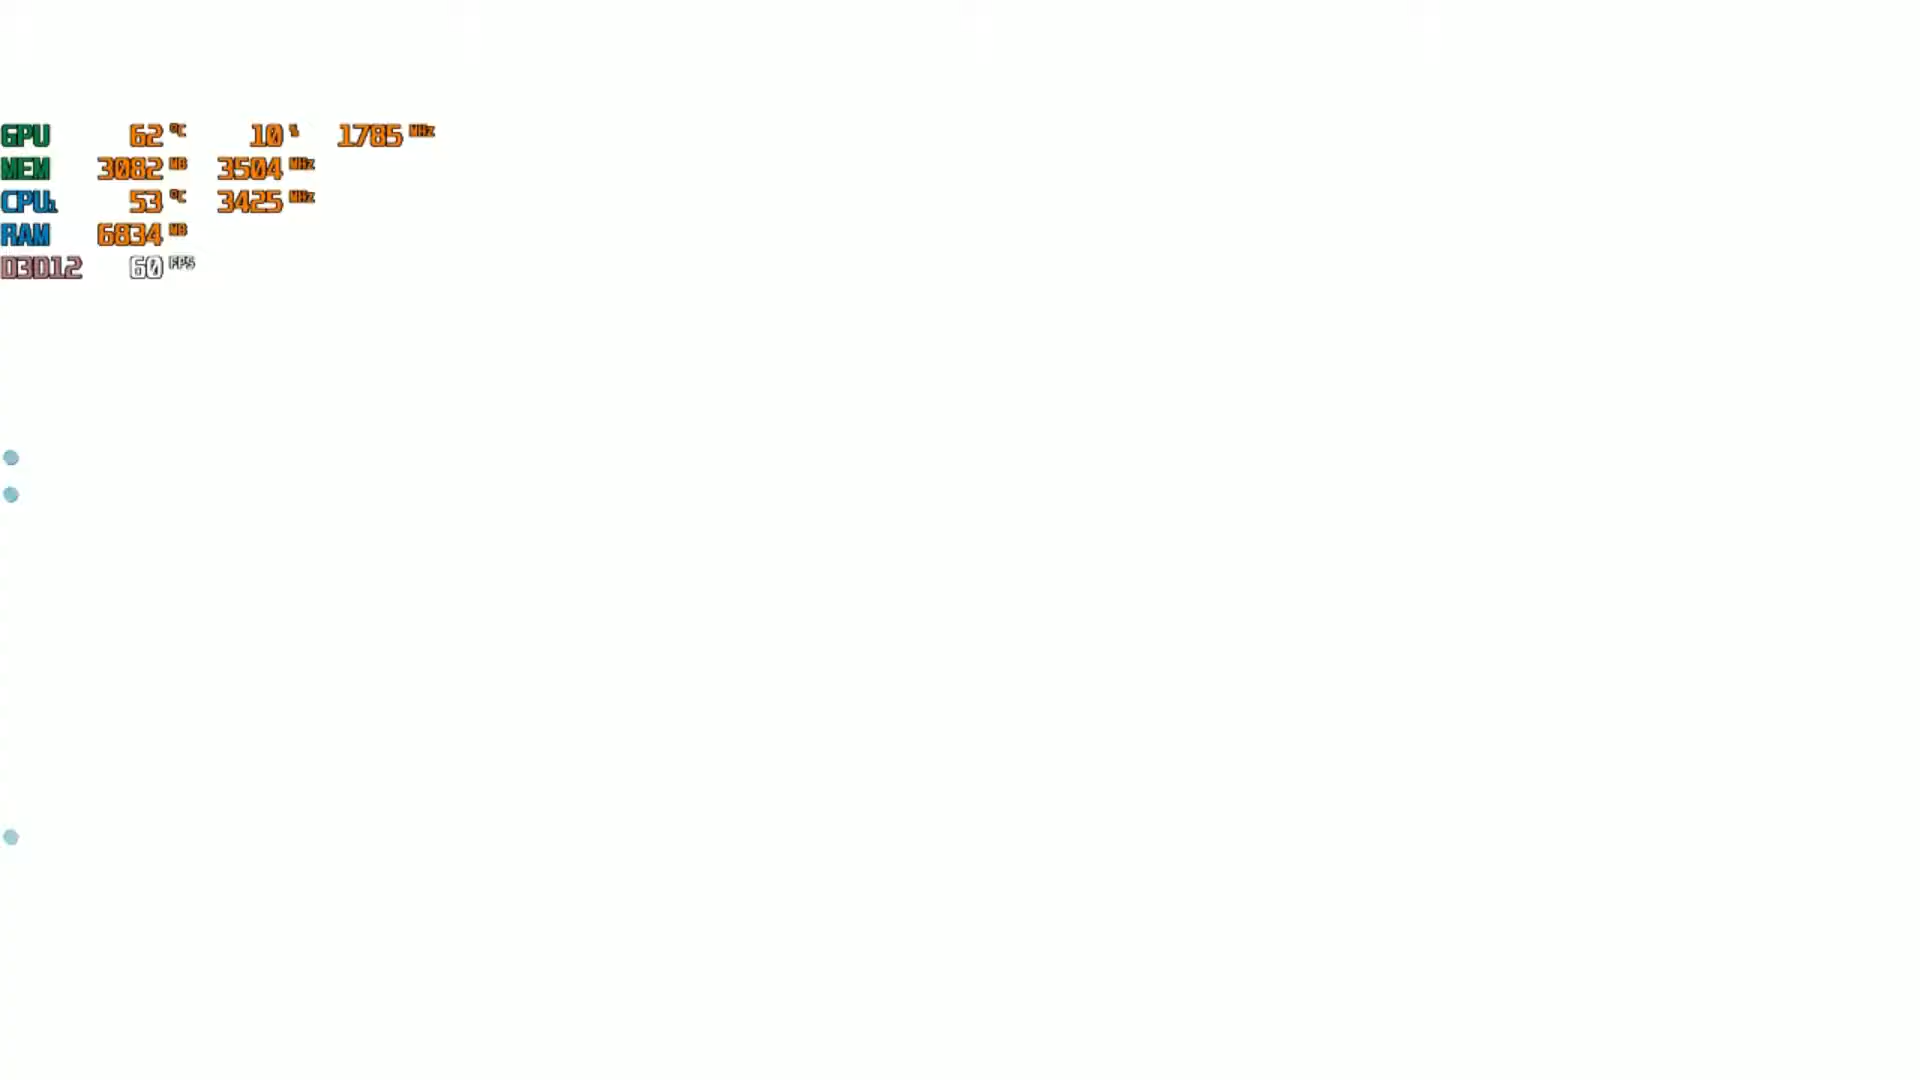 GPU 62 °C 10 % 1785 MHz
MEM 3082 MB 3504 MHz
CPU1 53 °C 3425 MHz
RAM 6834 MB
D3D12 60 FPS